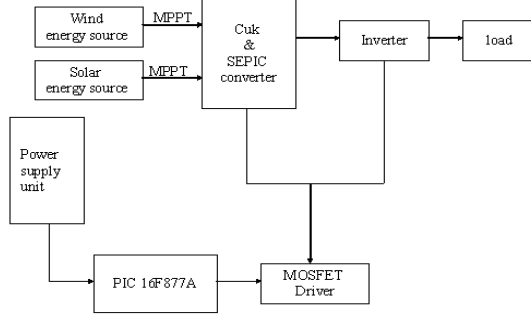 Wind
energy source
MPPT
Cuk
&
SEPIC
converter
Inverter
load
Solar
energy source
MPPT
Power
supply
unit
PIC 16F877A
MOSFET
Driver